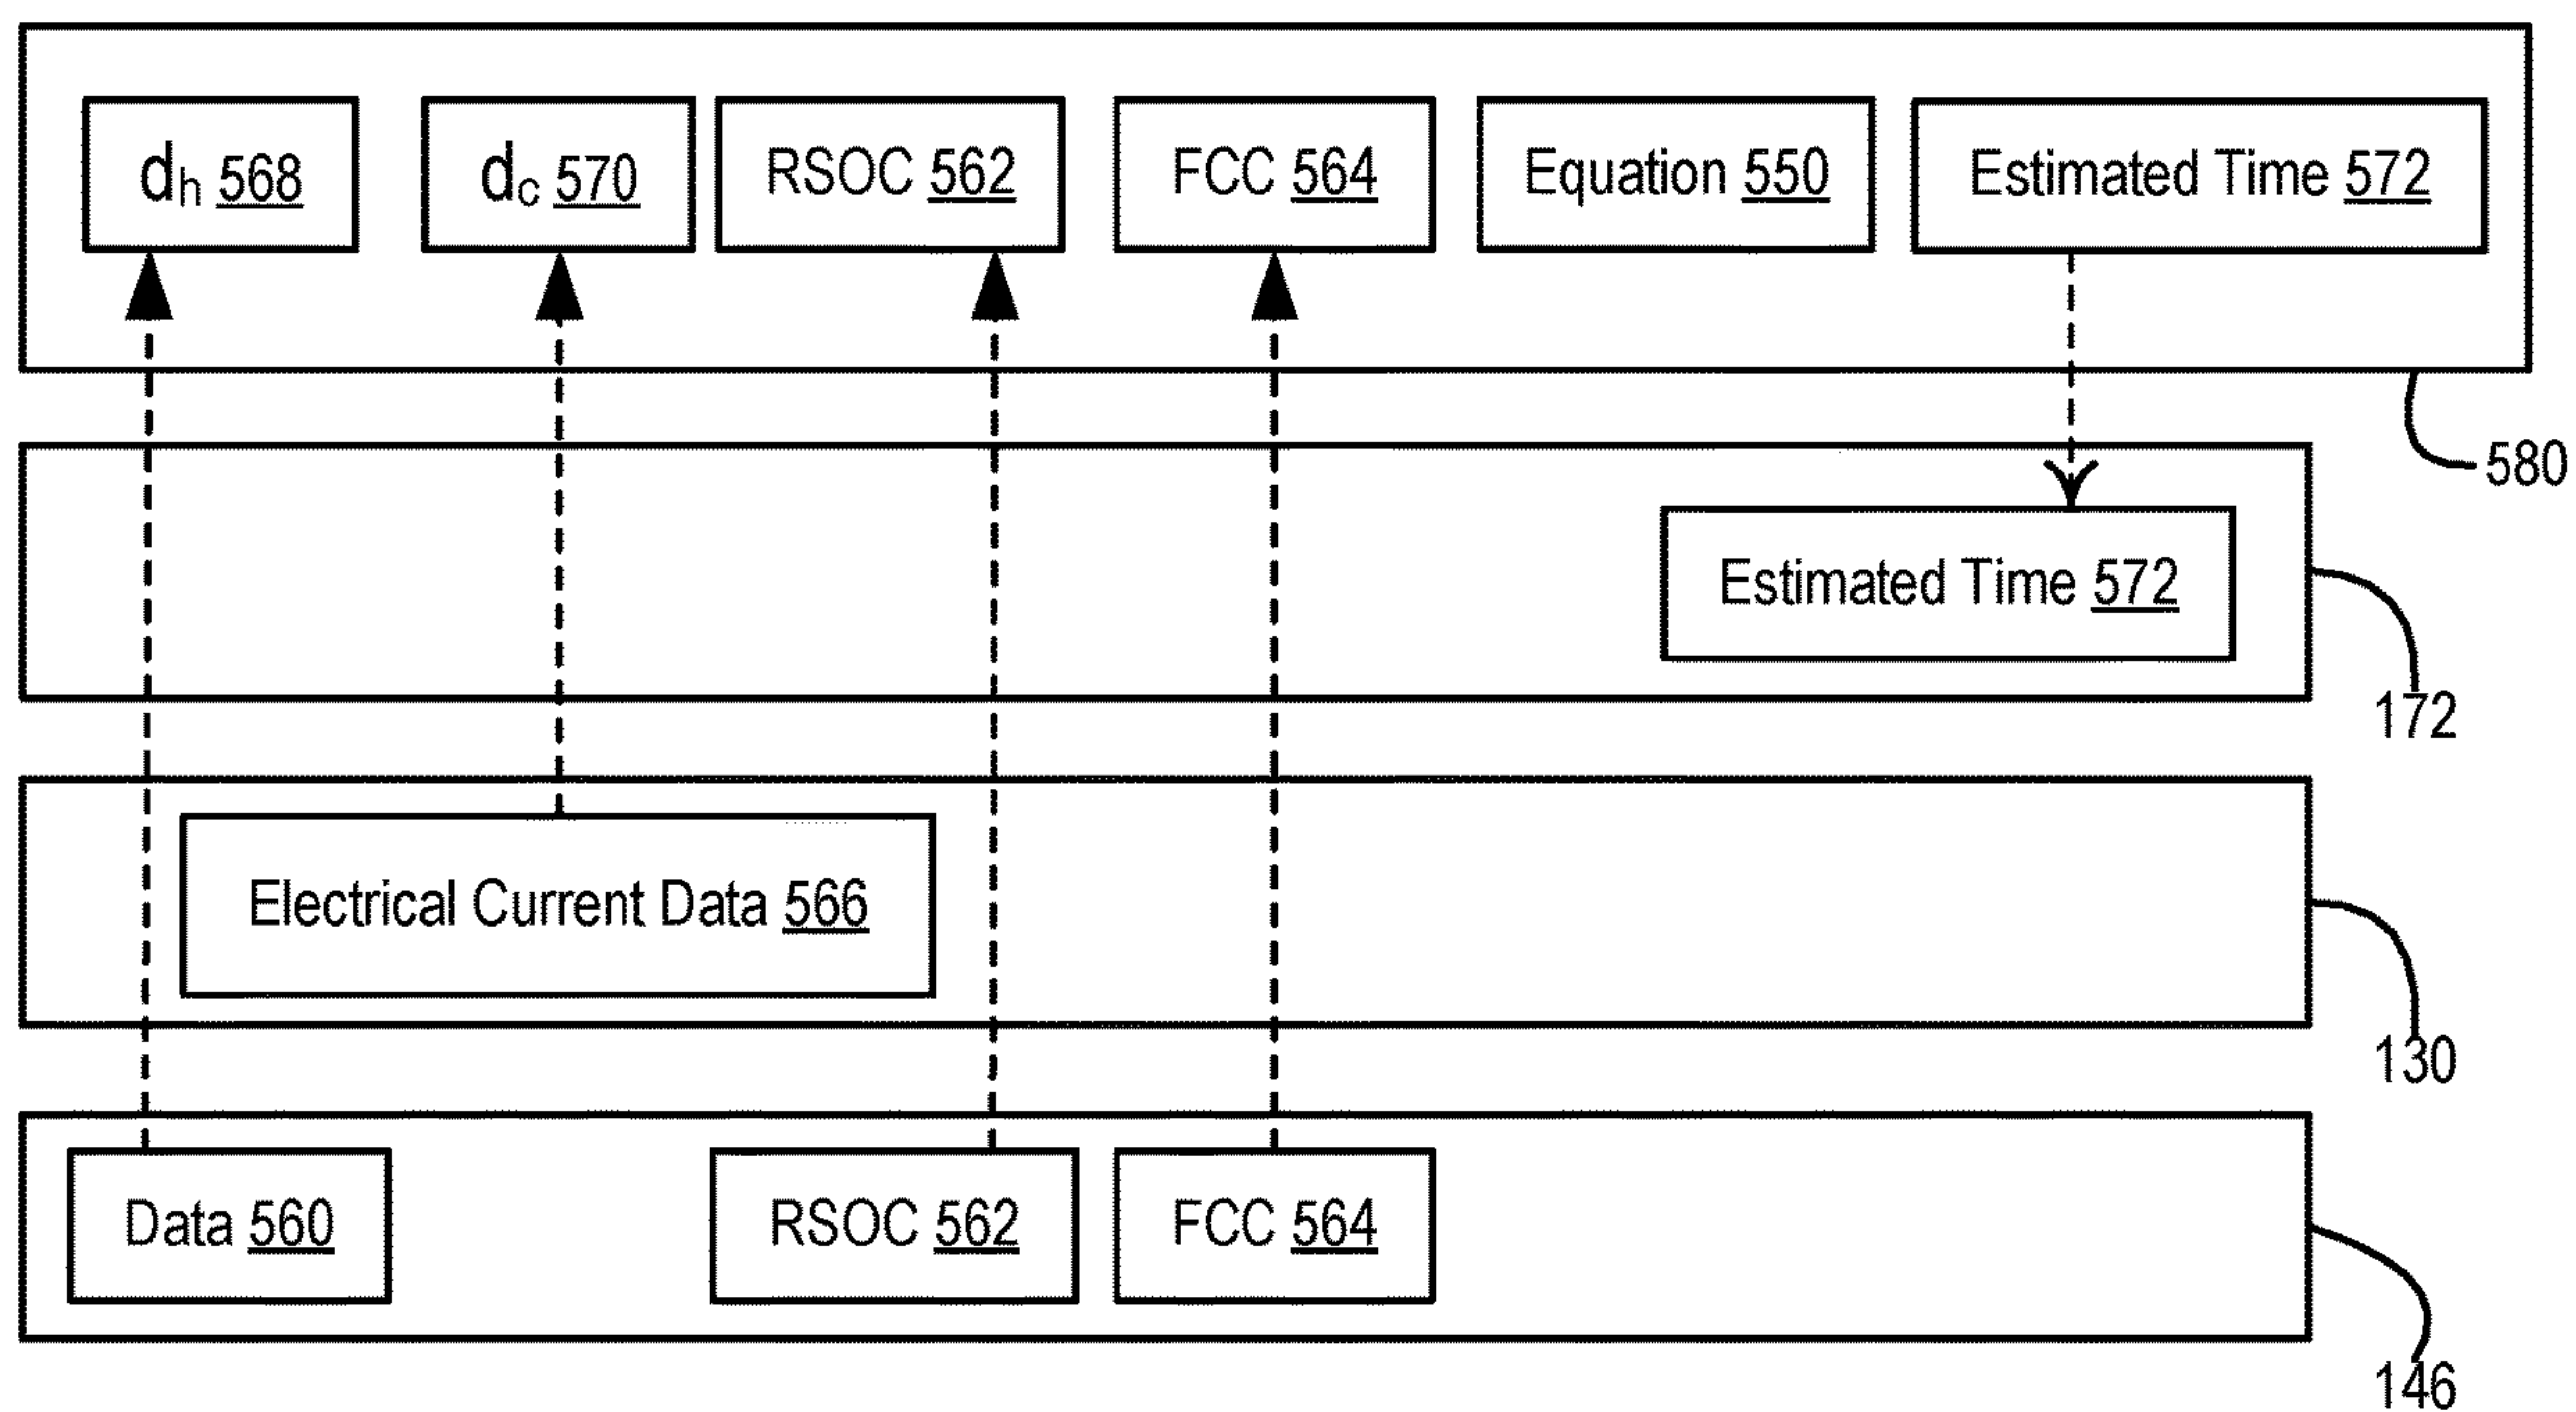 dh 568
dc 570
RSOC 562
FCC 564
Equation 550
Estimated Time 572
580
Estimated Time 572
172
Electrical Current Data 566
130
Data 560
RSOC 562
FCC 564
146